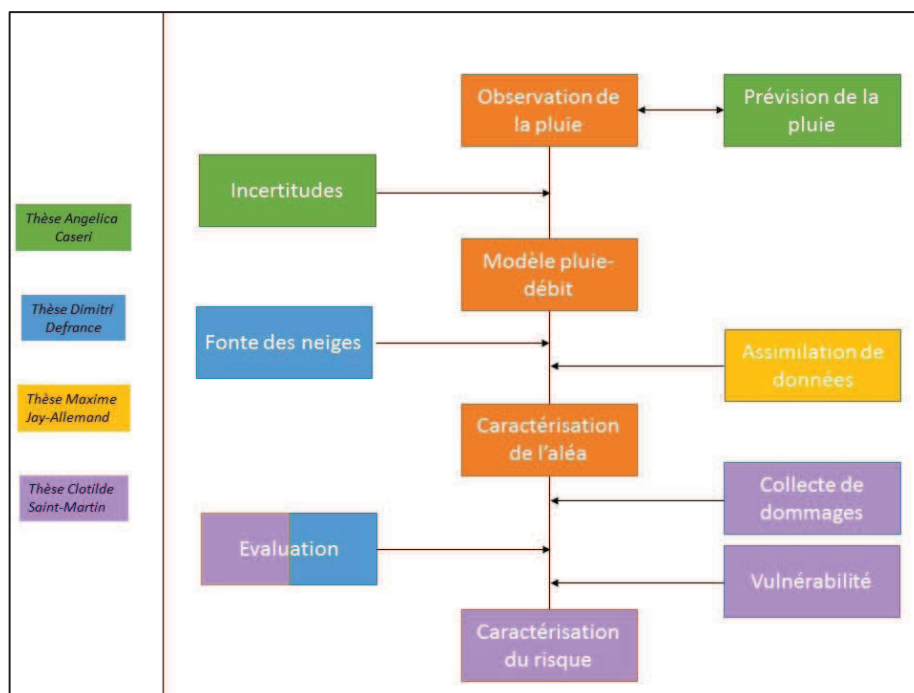 Thèse Angelica
Caseri
Thèse Dimitri
Defrance
Thèse Maxime
Jay-Allemand
Thèse Clotilde
Saint-Martin
Observation de
la pluie
Prévision de la
pluie
Incertitudes
Modèle pluie-
débit
Fonte des neiges
Assimilation de
données
Caractérisation
de l'aléa
Collecte de
dommages
Evaluation
Vulnérabilité
Caractérisation
du risque